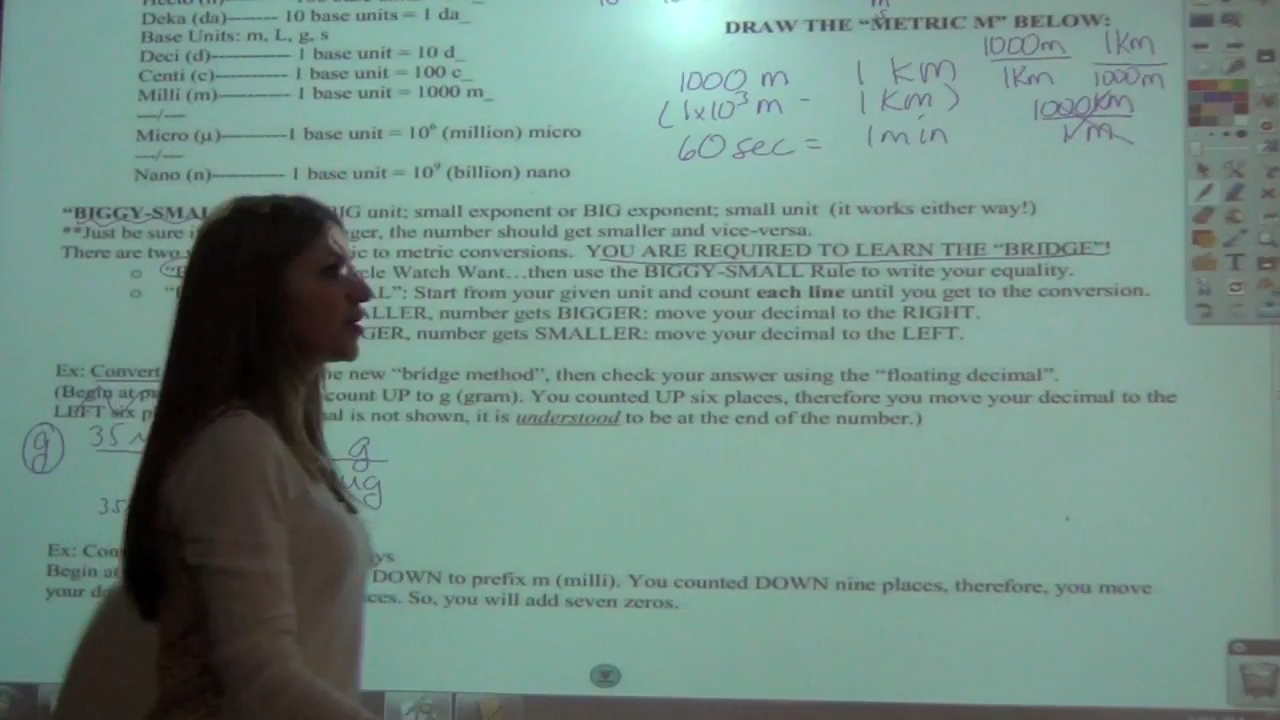 Deka (da)------- 10 base units = 1 da_
Base Units: m, L, g, s
Deci (d)---------- 1 base unit = 10 d_
Centi (c)--------- 1 base unit = 100 c_
Milli (m)--------- 1 base unit = 1000 m_
---/---
Micro (µ)--------1 base unit = 10⁶ (million) micro
---/---
Nano (n)---------- 1 base unit = 10⁹ (billion) nano
DRAW THE "METRIC M" BELOW:
1000 m 1 Km
(1x10³ m - 1 Km)
60 sec = 1 min
1000m 1Km
1Km 1000m
1000Km
1m
"BIGGY-SMAL IG unit; small exponent or BIG exponent; small unit (it works either way!)
**Just be sure ger, the number should get smaller and vice-versa.
There are two ic to metric conversions. YOU ARE REQUIRED TO LEARN THE "BRIDGE"!
cle Watch Want…then use the BIGGY-SMALL Rule to write your equality.
AL": Start from your given unit and count each line until you get to the conversion.
LLER, number gets BIGGER: move your decimal to the RIGHT.
GER, number gets SMALLER: move your decimal to the LEFT.
Ex: Convert he new "bridge method", then check your answer using the "floating decimal".
(Begin at count UP to g (gram). You counted UP six places, therefore you move your decimal to the
LEFT six p al is not shown, it is understood to be at the end of the number.)
g 35 g
µg
35
Ex: Con ys
Begin at DOWN to prefix m (milli). You counted DOWN nine places, therefore, you move
your de ces. So, you will add seven zeros.